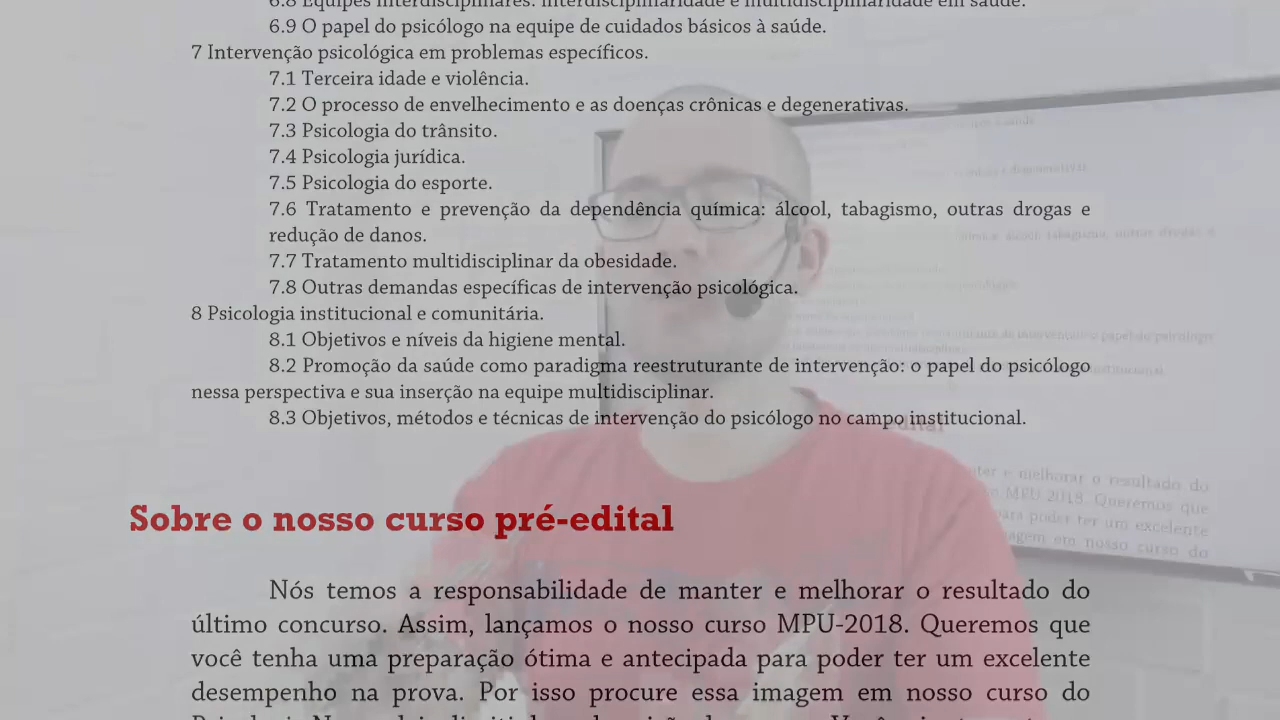 6.8 Equipes interdisciplinares: interdisciplinaridade e multidisciplinaridade em saúde.
6.9 O papel do psicólogo na equipe de cuidados básicos à saúde.
7 Intervenção psicológica em problemas específicos.
7.1 Terceira idade e violência.
7.2 O processo de envelhecimento e as doenças crônicas e degenerativas.
7.3 Psicologia do trânsito.
7.4 Psicologia jurídica.
7.5 Psicologia do esporte.
7.6 Tratamento e prevenção da dependência química: álcool, tabagismo, outras drogas e
redução de danos.
7.7 Tratamento multidisciplinar da obesidade.
7.8 Outras demandas específicas de intervenção psicológica.
8 Psicologia institucional e comunitária.
8.1 Objetivos e níveis da higiene mental.
8.2 Promoção da saúde como paradigma reestruturante de intervenção: o papel do psicólogo
nessa perspectiva e sua inserção na equipe multidisciplinar.
8.3 Objetivos, métodos e técnicas de intervenção do psicólogo no campo institucional.
Sobre o nosso curso pré-edital
Nós temos a responsabilidade de manter e melhorar o resultado do
último concurso. Assim, lançamos o nosso curso MPU-2018. Queremos que
você tenha uma preparação ótima e antecipada para poder ter um excelente
desempenho na prova. Por isso procure essa imagem em nosso curso do